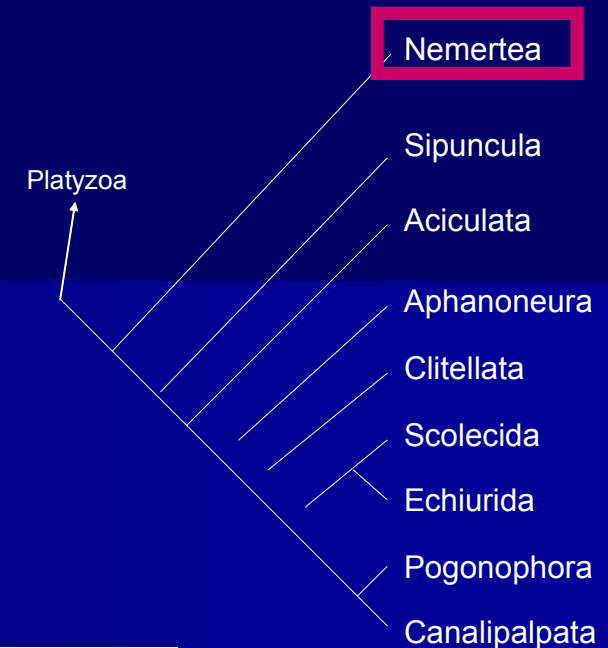 Nemertea
Sipuncula
Platyzoa
Aciculata
Aphanoneura
Clitellata
Scolecida
Echiurida
Pogonophora
Canalipalpata